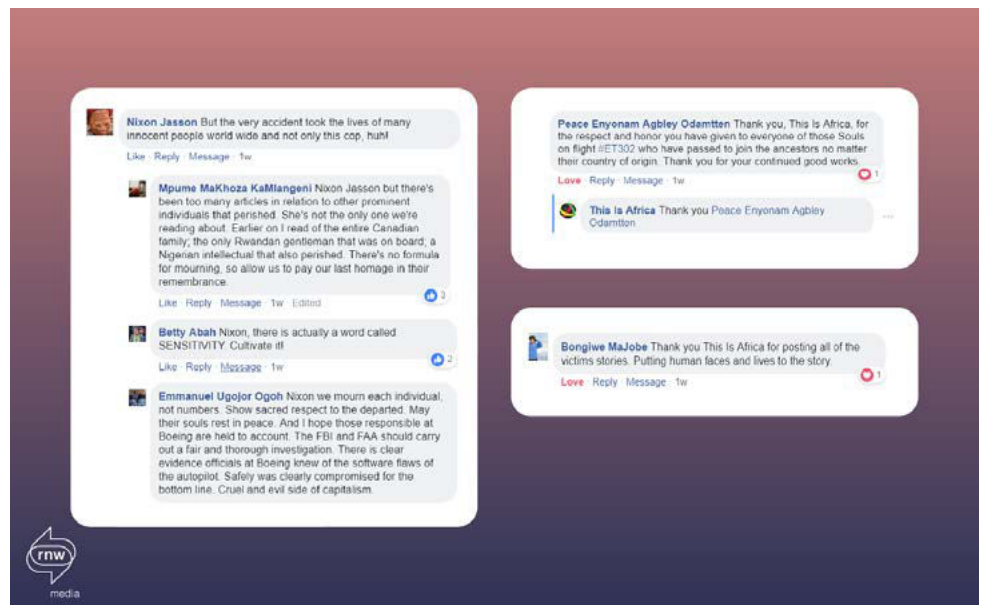 Nixon Jasson But the very accident took the lives of many
innocent people world wide and not only this cop, huh!
Like · Reply · Message · 1w
Mpume MaKhoza KaMlangeni Nixon Jasson but there's
been too many articles in relation to other prominent
individuals that perished. She's not the only one we're
reading about. Earlier on I read of the entire Canadian
family; the only Rwandan gentleman that was on board; a
Nigerian intellectual that also perished. There's no formula
for mourning, so allow us to pay our last homage in their
remembrance.
Like · Reply · Message · 1w · Edited
3
Betty Abah Nixon, there is actually a word called
SENSITIVITY. Cultivate it!
Like · Reply · Message · 1w
2
Emmanuel Ugojor Ogoh Nixon we mourn each individual,
not numbers. Show sacred respect to the departed. May
their souls rest in peace. And I hope those responsible at
Boeing are held to account. The FBI and FAA should carry
out a fair and thorough investigation. There is clear
evidence officials at Boeing knew of the software flaws of
the autopilot. Safely was clearly compromised for the
bottom line. Cruel and evil side of capitalism.
Peace Enyonam Agbley Odamtten Thank you, This Is Africa, for
the respect and honor you have given to everyone of those Souls
on flight #ET302 who have passed to join the ancestors no matter
their country of origin. Thank you for your continued good works.
Love · Reply · Message · 1w
1
This Is Africa Thank you Peace Enyonam Agbley
Odamtten
Bongiwe MaJobe Thank you This Is Africa for posting all of the
victims stories. Putting human faces and lives to the story.
Love · Reply · Message · 1w
1
rnw
media